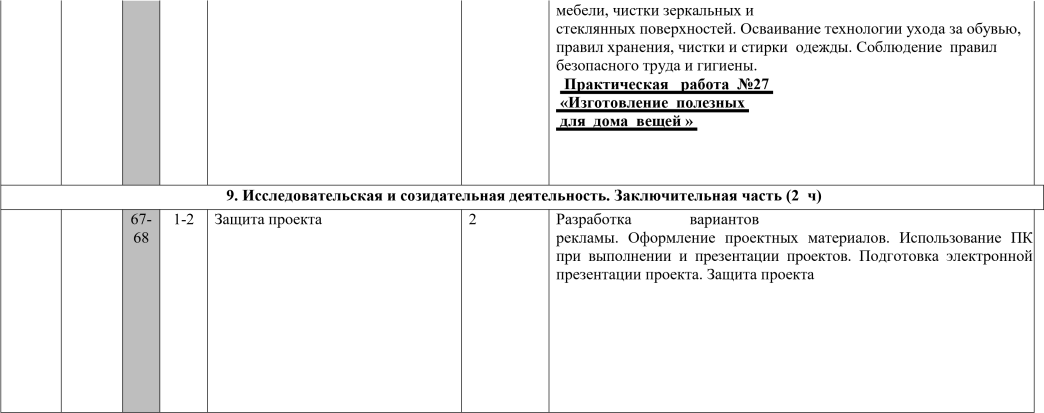 мебели, чистки зеркальных и
стеклянных поверхностей. Осваивание технологии ухода за обувью,
правил хранения, чистки и стирки одежды. Соблюдение правил
безопасного труда и гигиены.
Практическая работа №27
«Изготовление полезных
для дома вещей »
9. Исследовательская и созидательная деятельность. Заключительная часть (2 ч)
67-
68
1-2
Защита проекта
2
Разработка вариантов
рекламы. Оформление проектных материалов. Использование ПК
при выполнении и презентации проектов. Подготовка электронной
презентации проекта. Защита проекта